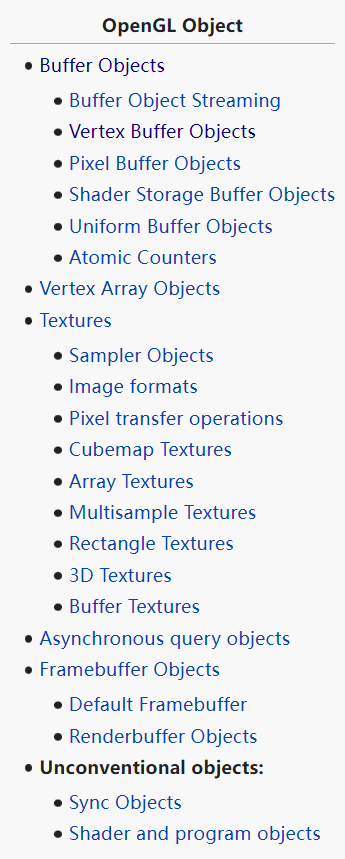 OpenGL Object
Buffer Objects
Buffer Object Streaming
Vertex Buffer Objects
Pixel Buffer Objects
Shader Storage Buffer Objects
Uniform Buffer Objects
Atomic Counters
Vertex Array Objects
Textures
Sampler Objects
Image formats
Pixel transfer operations
Cubemap Textures
Array Textures
Multisample Textures
Rectangle Textures
3D Textures
Buffer Textures
Asynchronous query objects
Framebuffer Objects
Default Framebuffer
Renderbuffer Objects
Unconventional objects:
Sync Objects
Shader and program objects